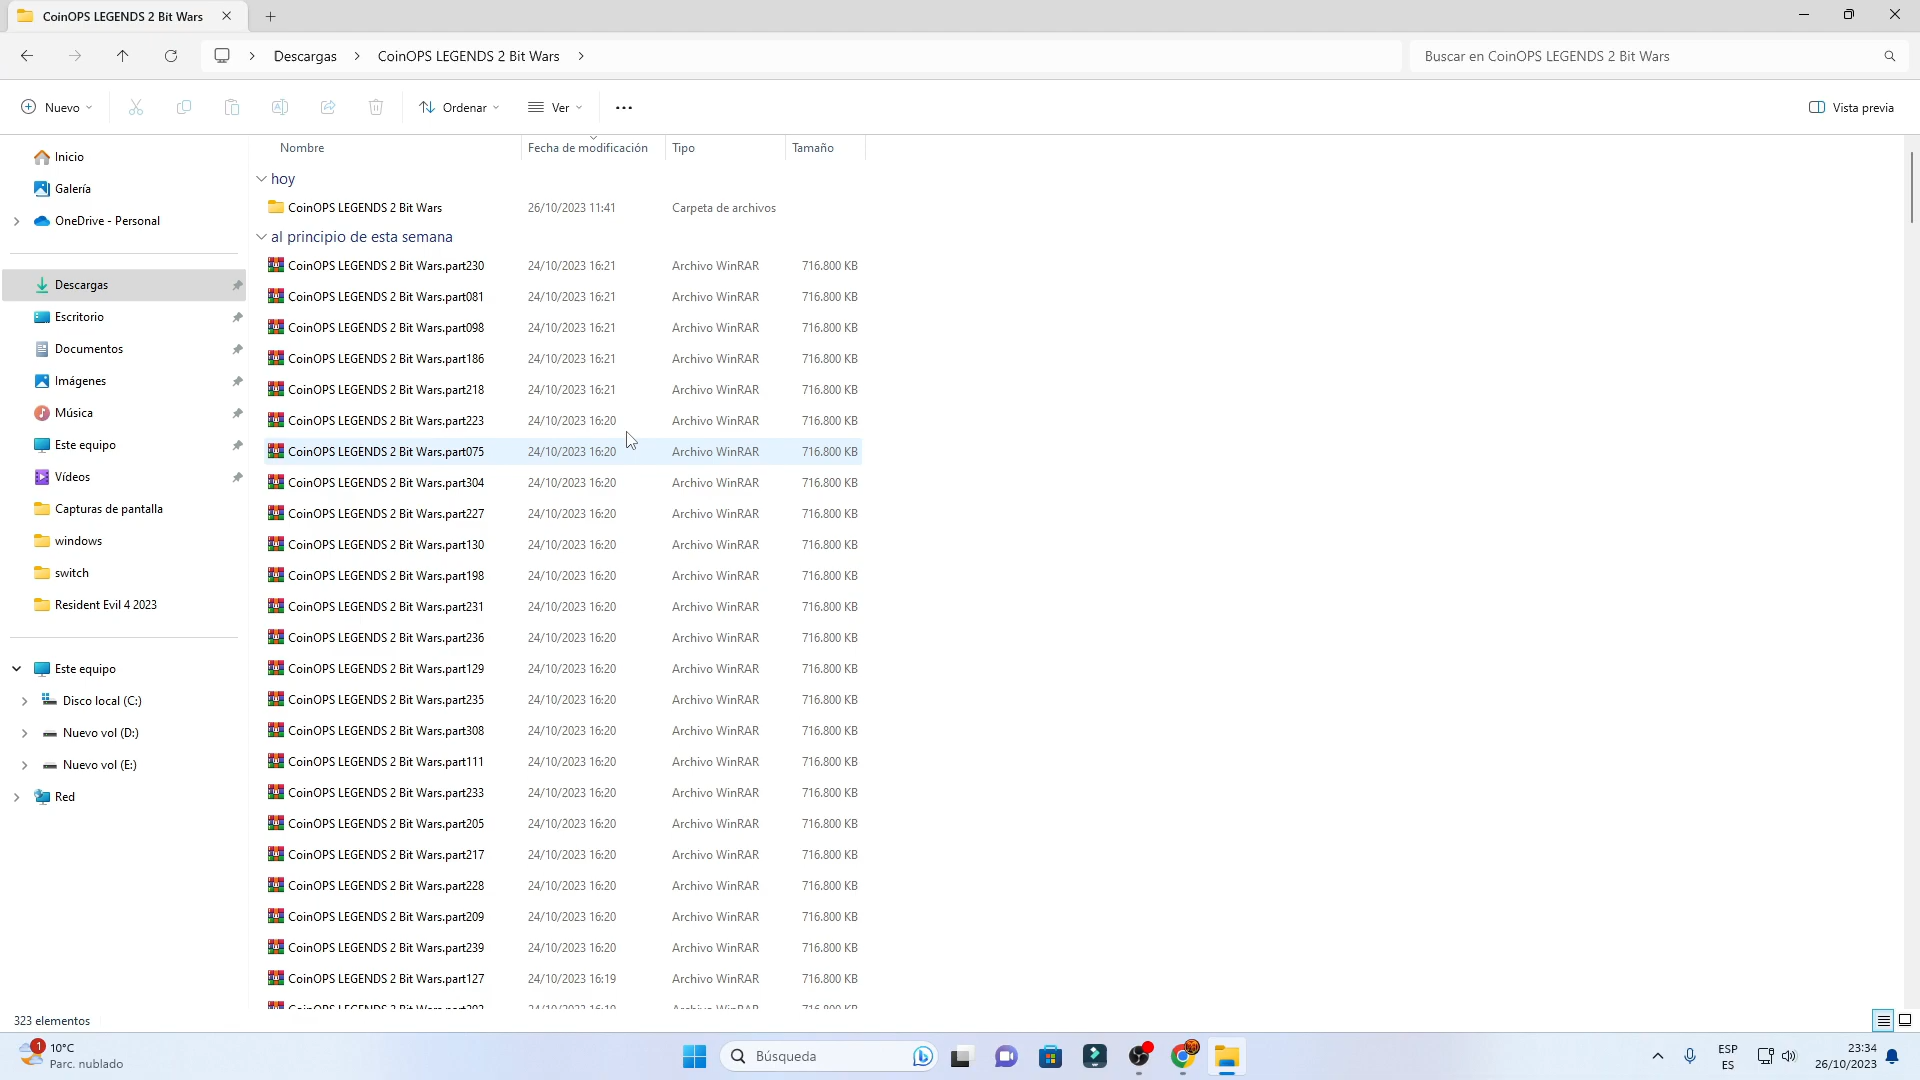 CoinOPS LEGENDS 2 Bit Wars
Descargas
CoinOPS LEGENDS 2 Bit Wars
Buscar en CoinOPS LEGENDS 2 Bit Wars
Nuevo
Ordenar
Ver
Vista previa
Nombre Fecha de modificación Tipo Tamaño
Inicio
Galería
OneDrive - Personal
Descargas
Escritorio
Documentos
Imágenes
Música
Este equipo
Vídeos
Capturas de pantalla
windows
switch
Resident Evil 4 2023
Este equipo
Disco local (C:)
Nuevo vol (D:)
Nuevo vol (E:)
Red
hoy
CoinOPS LEGENDS 2 Bit Wars 26/10/2023 11:41 Carpeta de archivos
al principio de esta semana
CoinOPS LEGENDS 2 Bit Wars.part230 24/10/2023 16:21 Archivo WinRAR 716.800 KB
CoinOPS LEGENDS 2 Bit Wars.part081 24/10/2023 16:21 Archivo WinRAR 716.800 KB
CoinOPS LEGENDS 2 Bit Wars.part098 24/10/2023 16:21 Archivo WinRAR 716.800 KB
CoinOPS LEGENDS 2 Bit Wars.part186 24/10/2023 16:21 Archivo WinRAR 716.800 KB
CoinOPS LEGENDS 2 Bit Wars.part218 24/10/2023 16:21 Archivo WinRAR 716.800 KB
CoinOPS LEGENDS 2 Bit Wars.part223 24/10/2023 16:20 Archivo WinRAR 716.800 KB
CoinOPS LEGENDS 2 Bit Wars.part075 24/10/2023 16:20 Archivo WinRAR 716.800 KB
CoinOPS LEGENDS 2 Bit Wars.part304 24/10/2023 16:20 Archivo WinRAR 716.800 KB
CoinOPS LEGENDS 2 Bit Wars.part227 24/10/2023 16:20 Archivo WinRAR 716.800 KB
CoinOPS LEGENDS 2 Bit Wars.part130 24/10/2023 16:20 Archivo WinRAR 716.800 KB
CoinOPS LEGENDS 2 Bit Wars.part198 24/10/2023 16:20 Archivo WinRAR 716.800 KB
CoinOPS LEGENDS 2 Bit Wars.part231 24/10/2023 16:20 Archivo WinRAR 716.800 KB
CoinOPS LEGENDS 2 Bit Wars.part236 24/10/2023 16:20 Archivo WinRAR 716.800 KB
CoinOPS LEGENDS 2 Bit Wars.part129 24/10/2023 16:20 Archivo WinRAR 716.800 KB
CoinOPS LEGENDS 2 Bit Wars.part235 24/10/2023 16:20 Archivo WinRAR 716.800 KB
CoinOPS LEGENDS 2 Bit Wars.part308 24/10/2023 16:20 Archivo WinRAR 716.800 KB
CoinOPS LEGENDS 2 Bit Wars.part111 24/10/2023 16:20 Archivo WinRAR 716.800 KB
CoinOPS LEGENDS 2 Bit Wars.part233 24/10/2023 16:20 Archivo WinRAR 716.800 KB
CoinOPS LEGENDS 2 Bit Wars.part205 24/10/2023 16:20 Archivo WinRAR 716.800 KB
CoinOPS LEGENDS 2 Bit Wars.part217 24/10/2023 16:20 Archivo WinRAR 716.800 KB
CoinOPS LEGENDS 2 Bit Wars.part228 24/10/2023 16:20 Archivo WinRAR 716.800 KB
CoinOPS LEGENDS 2 Bit Wars.part209 24/10/2023 16:20 Archivo WinRAR 716.800 KB
CoinOPS LEGENDS 2 Bit Wars.part239 24/10/2023 16:20 Archivo WinRAR 716.800 KB
CoinOPS LEGENDS 2 Bit Wars.part127 24/10/2023 16:19 Archivo WinRAR 716.800 KB
323 elementos
1
10°C
Parc. nublado
Búsqueda
ESP
ES
23:34
26/10/2023